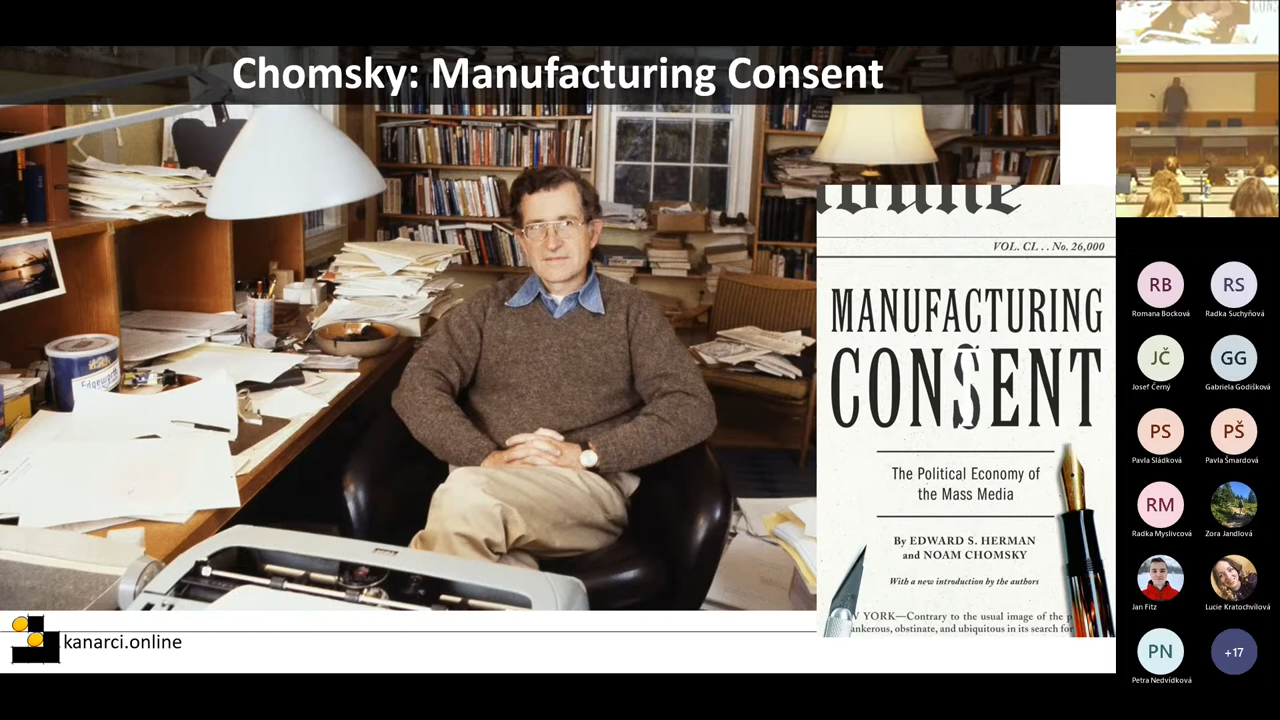 Chomsky: Manufacturing Consent
VOL. CL . . No. 26,000
MANUFACTURING
CONSENT
The Political Economy of
the Mass Media
By EDWARD S. HERMAN
and NOAM CHOMSKY
With a new introduction by the authors
YORK—Contrary to the usual image of the
obstinate, and ubiquitous in its search for
Edgeworth
kanarci.online
RB
Romana Bocková
RS
Radka Suchyňová
JČ
Josef Černý
GG
Gabriela Godišková
PS
Pavla Sládková
PŠ
Pavla Šmardová
RM
Radka Myslivcová
Zora Jandlová
Jan Fitz
Lucie Kratochvílová
PN
Petra Nedvídková
+17